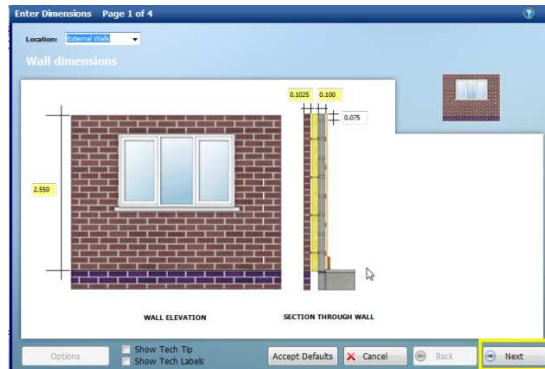 Enter Dimensions Page 1 of 4
?
Location: External Walls
Wall dimensions
0.1025 0.100
0.075
2.550
WALL ELEVATION
SECTION THROUGH WALL
Options
Show Tech Tip
Show Tech Labels
Accept Defaults
Cancel
Back
Next